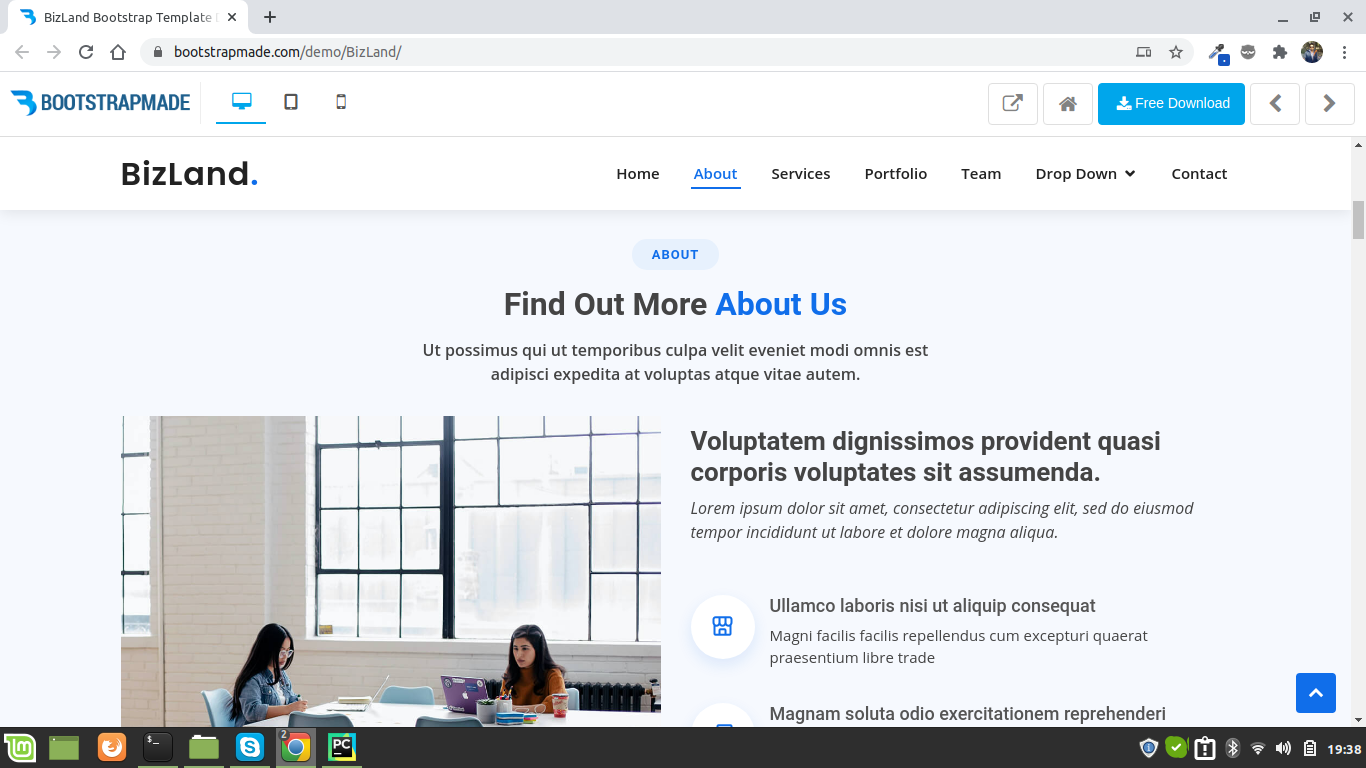 BizLand Bootstrap Template
bootstrapmade.com/demo/BizLand/
BOOTSTRAPMADE
Free Download
BizLand.
Home
About
Services
Portfolio
Team
Drop Down
Contact
ABOUT
Find Out More About Us
Ut possimus qui ut temporibus culpa velit eveniet modi omnis est
adipisci expedita at voluptas atque vitae autem.
Voluptatem dignissimos provident quasi
corporis voluptates sit assumenda.
Lorem ipsum dolor sit amet, consectetur adipiscing elit, sed do eiusmod
tempor incididunt ut labore et dolore magna aliqua.
Ullamco laboris nisi ut aliquip consequat
Magni facilis facilis repellendus cum excepturi quaerat
praesentium libre trade
Magnam soluta odio exercitationem reprehenderi
$_
2
PC
19:38